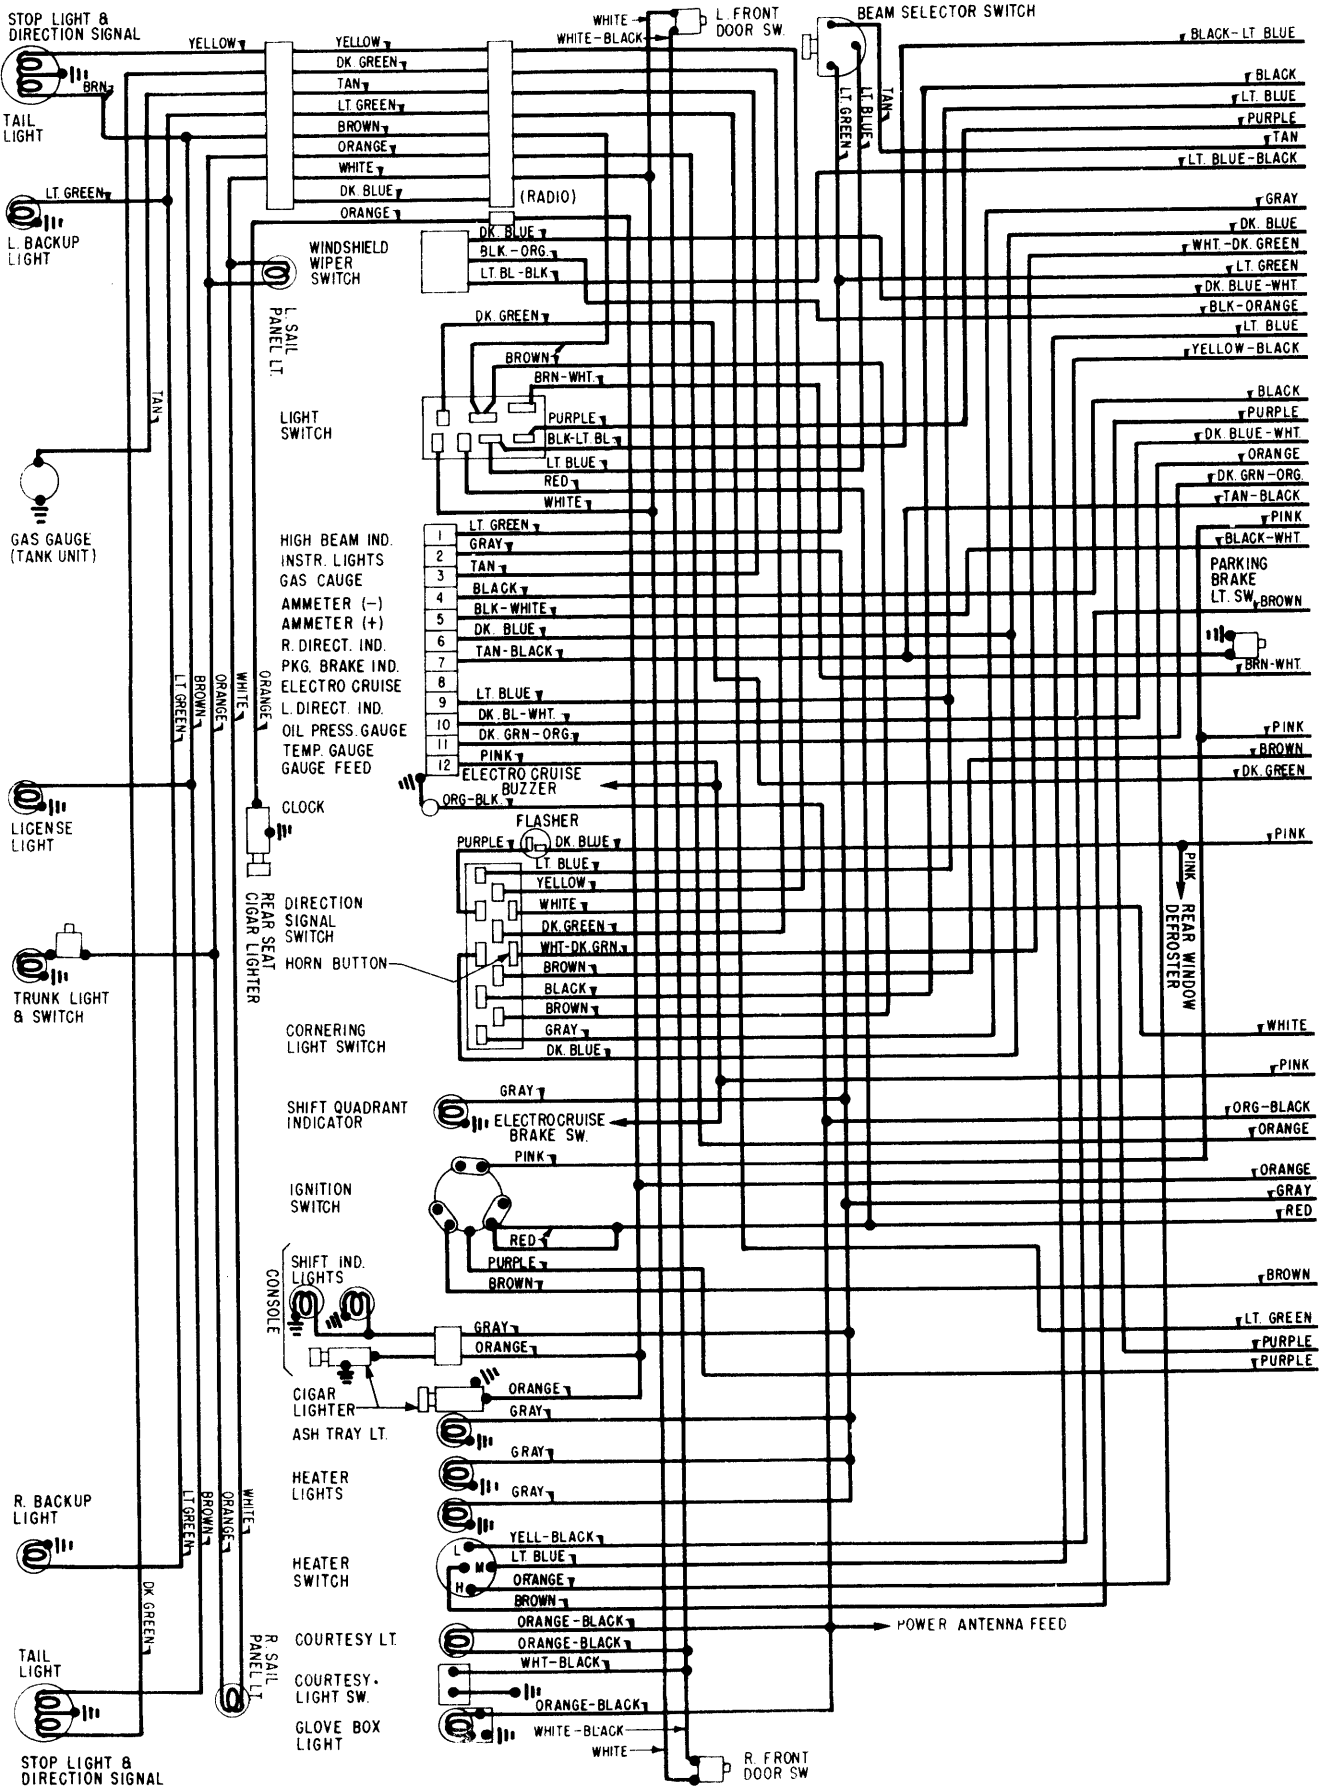 STOP LIGHT &
DIRECTION SIGNAL
YELLOW
BRN
TAIL
LIGHT
YELLOW
DK. GREEN
TAN
LT GREEN
BROWN
ORANGE
WHITE
DK. BLUE
ORANGE
(RADIO)
WHITE
WHITE-BLACK
L. FRONT
DOOR SW.
BEAM SELECTOR SWITCH
LT GREEN
LT BLUE
TAN
BLACK-LT BLUE
BLACK
LT. BLUE
PURPLE
TAN
LT. BLUE-BLACK
GRAY
DK. BLUE
WHT.-DK GREEN
LT GREEN
DK. BLUE-WHT.
BLK-ORANGE
LT BLUE
YELLOW-BLACK
BLACK
PURPLE
DK. BLUE-WHT.
ORANGE
DK. GRN-ORG.
TAN-BLACK
PINK
BLACK-WHT
PARKING
BRAKE
LT. SW.
BROWN
BRN-WHT.
PINK
BROWN
DK. GREEN
PINK
PINK
REAR WINDOW
DEFROSTER
WHITE
PINK
ORG-BLACK
ORANGE
ORANGE
GRAY
RED
BROWN
LT. GREEN
PURPLE
PURPLE
LT. GREEN
L. BACKUP
LIGHT
WINDSHIELD
WIPER
SWITCH
DK. BLUE
BLK.-ORG.
LT. BL-BLK
L. SAIL
PANEL LT.
DK. GREEN
BROWN
BRN-WHT.
LIGHT
SWITCH
PURPLE
BLK-LT. BL.
LT BLUE
RED
WHITE
TAN
GAS GAUGE
(TANK UNIT)
HIGH BEAM IND.
INSTR. LIGHTS
GAS CAUGE
AMMETER (-)
AMMETER (+)
R. DIRECT. IND.
PKG. BRAKE IND.
ELECTRO CRUISE
L. DIRECT. IND.
OIL PRESS. GAUGE
TEMP. GAUGE
GAUGE FEED
1
2
3
4
5
6
7
8
9
10
11
12
LT. GREEN
GRAY
TAN
BLACK
BLK-WHITE
DK. BLUE
TAN-BLACK
LT BLUE
DK. BL-WHT.
DK. GRN-ORG.
PINK
ELECTRO CRUISE
BUZZER
ORG-BLK.
LT GREEN
BROWN
ORANGE
WHITE
ORANGE
LICENSE
LIGHT
CLOCK
REAR SEAT
CIGAR LIGHTER
FLASHER
PURPLE
DK. BLUE
LT. BLUE
YELLOW
WHITE
DK. GREEN
WHT-DK. GRN.
BROWN
BLACK
BROWN
GRAY
DK. BLUE
DIRECTION
SIGNAL
SWITCH
HORN BUTTON
CORNERING
LIGHT SWITCH
TRUNK LIGHT
& SWITCH
GRAY
SHIFT QUADRANT
INDICATOR
ELECTROCRUISE
BRAKE SW.
PINK
IGNITION
SWITCH
RED
PURPLE
BROWN
CONSOLE
SHIFT IND.
LIGHTS
GRAY
ORANGE
CIGAR
LIGHTER
ORANGE
GRAY
ASH TRAY LT.
GRAY
HEATER
LIGHTS
GRAY
R. BACKUP
LIGHT
LT GREEN
BROWN
ORANGE
WHITE
HEATER
SWITCH
L
M
H
YELL-BLACK
LT. BLUE
ORANGE
BROWN
DK GREEN
COURTESY LT.
ORANGE-BLACK
ORANGE-BLACK
WHT-BLACK
POWER ANTENNA FEED
R. SAIL
PANEL LT
COURTESY.
LIGHT SW.
ORANGE-BLACK
GLOVE BOX
LIGHT
WHITE-BLACK
WHITE
R. FRONT
DOOR SW
TAIL
LIGHT
STOP LIGHT &
DIRECTION SIGNAL